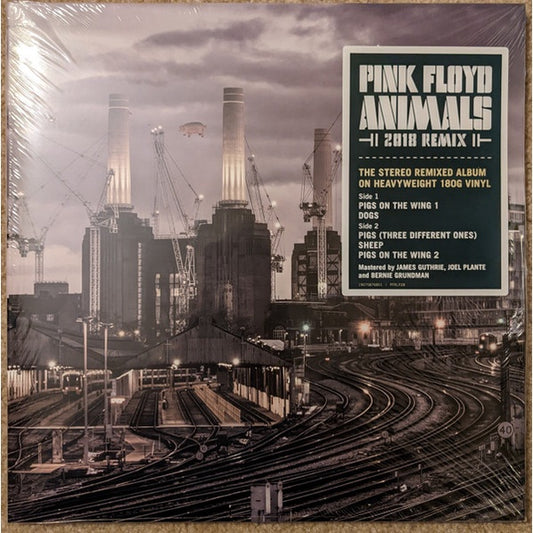 PINK FLOYD
ANIMALS
2018 REMIX
THE STEREO REMIXED ALBUM
ON HEAVYWEIGHT 180G VINYL
Side 1
PIGS ON THE WING 1
DOGS
Side 2
PIGS (THREE DIFFERENT ONES)
SHEEP
PIGS ON THE WING 2
Mastered by JAMES GUTHRIE, JOEL PLANTE
and BERNIE GRUNDMAN
40